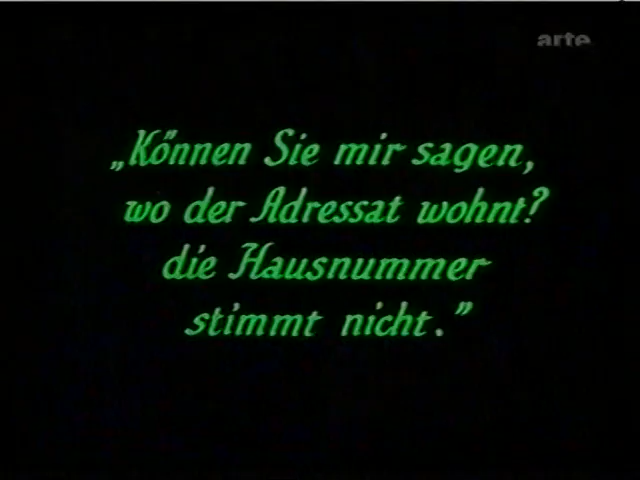 arte
„Können Sie mir sagen,
wo der Adressat wohnt?
die Hausnummer
stimmt nicht.”